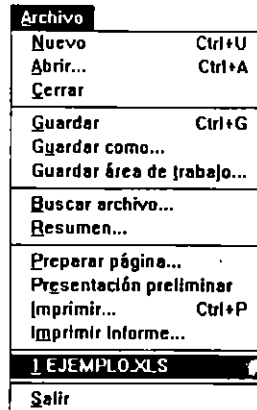 Archivo
Nuevo Ctrl+U
Abrir... Ctrl+A
Cerrar
Guardar Ctrl+G
Guardar como...
Guardar área de trabajo...
Buscar archivo...
Resumen...
Preparar página...
Presentación preliminar
Imprimir... Ctrl+P
Imprimir Informe...
1 EJEMPLO.XLS
Salir